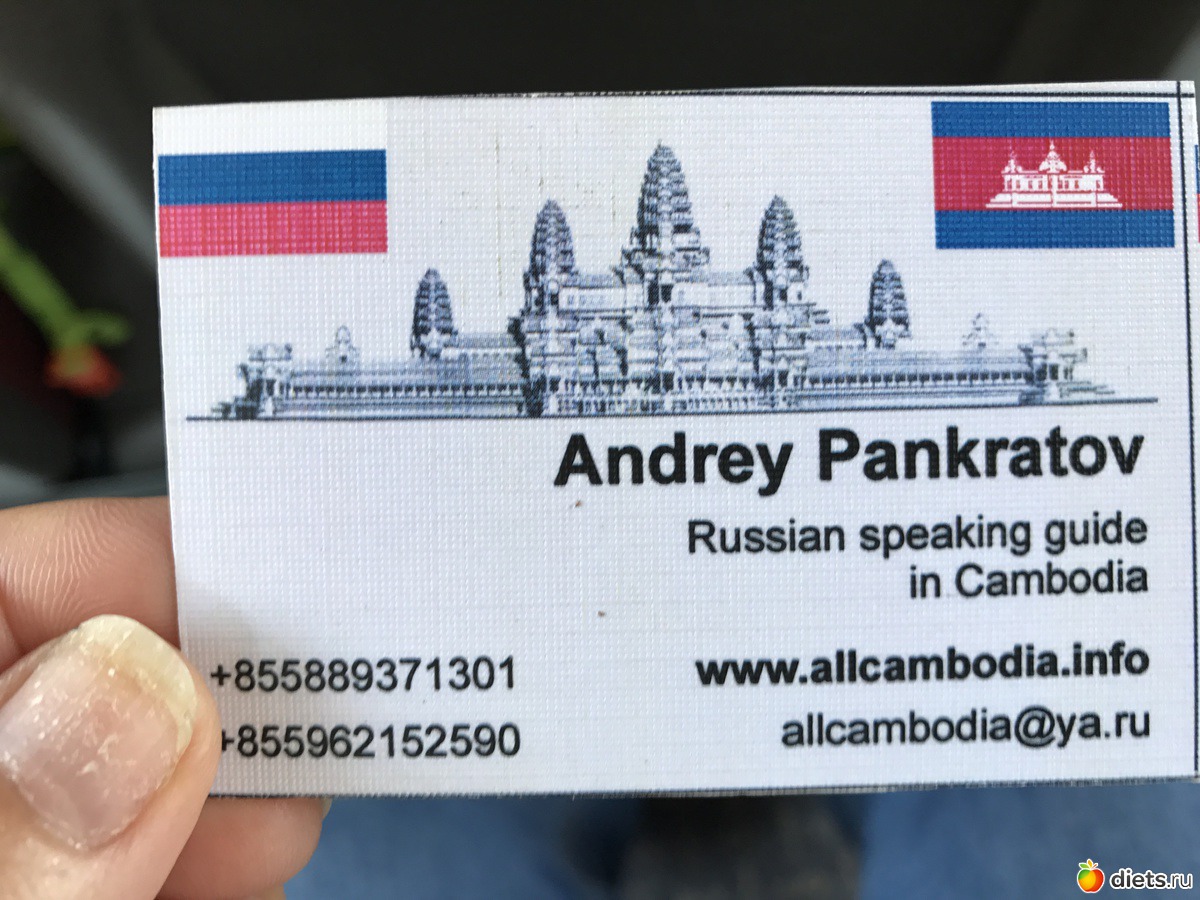 Andrey Pankratov
Russian speaking guide
in Cambodia
+855889371301
+855962152590
www.allcambodia.info
allcambodia@ya.ru
diets.ru